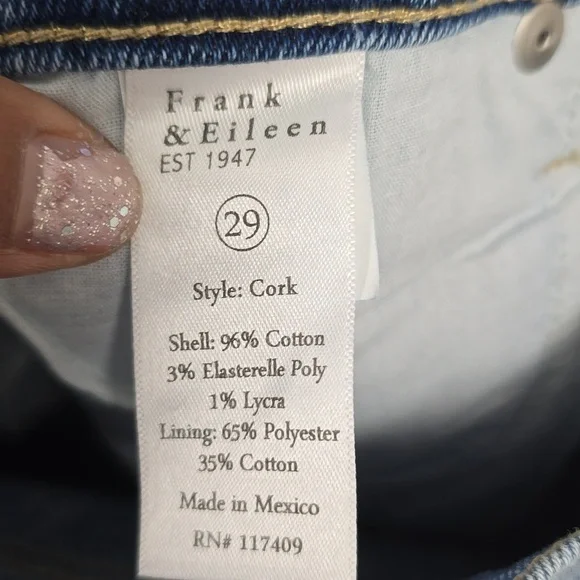 Frank
& Eileen
EST 1947
29
Style: Cork
Shell: 96% Cotton
3% Elasterelle Poly
1% Lycra
Lining: 65% Polyester
35% Cotton
Made in Mexico
RN# 117409